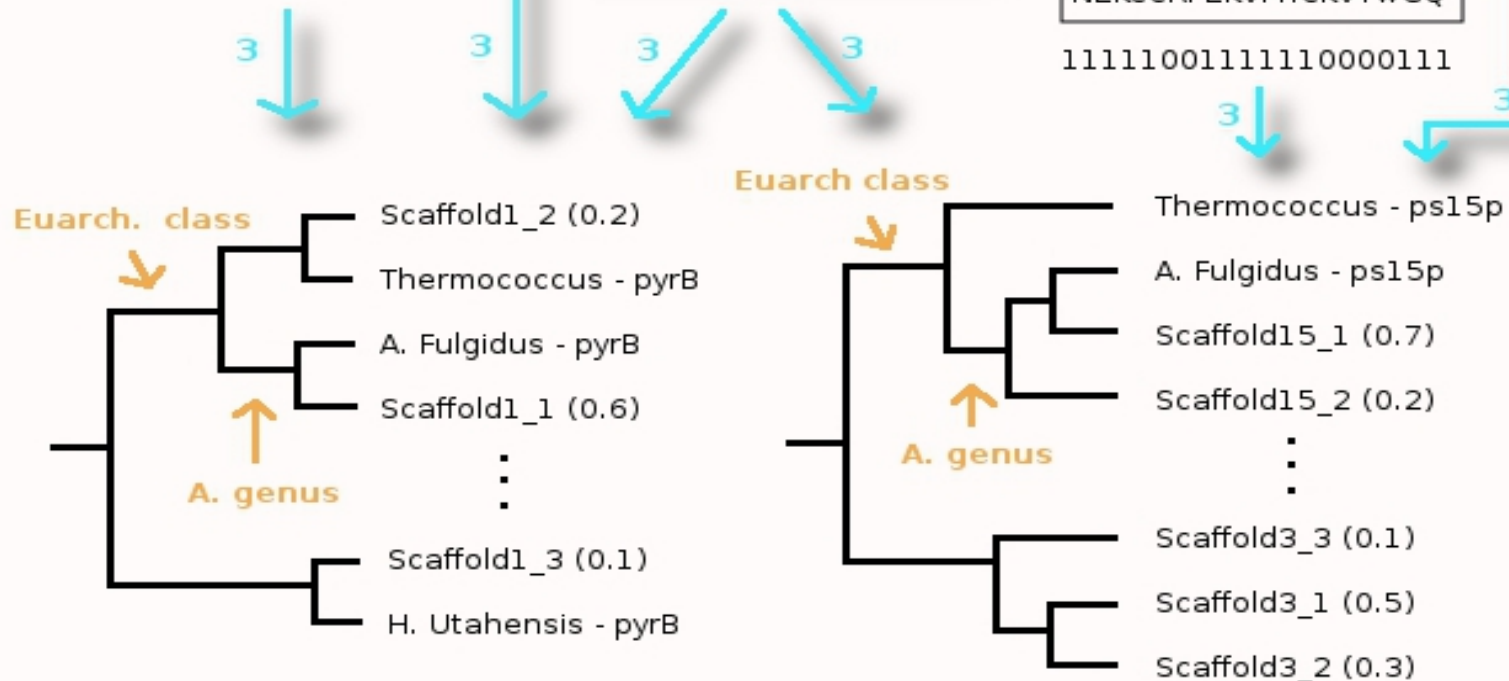 3
3
3
3
11111001111110000111
3
3
Euarch class
Euarch. class
Scaffold1_2 (0.2)
Thermococcus - pyrB
A. Fulgidus - pyrB
Scaffold1_1 (0.6)
A. genus
Scaffold1_3 (0.1)
H. Utahensis - pyrB
Thermococcus - ps15p
A. Fulgidus - ps15p
Scaffold15_1 (0.7)
Scaffold15_2 (0.2)
A. genus
Scaffold3_3 (0.1)
Scaffold3_1 (0.5)
Scaffold3_2 (0.3)